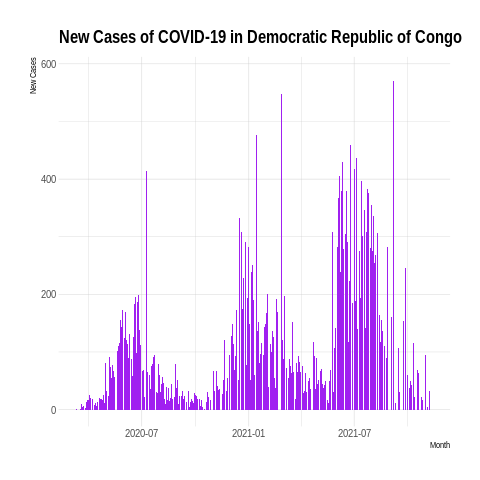 New Cases of COVID-19 in Democratic Republic of Congo
New Cases
600
400
200
0
2020-07
2021-01
2021-07
Month